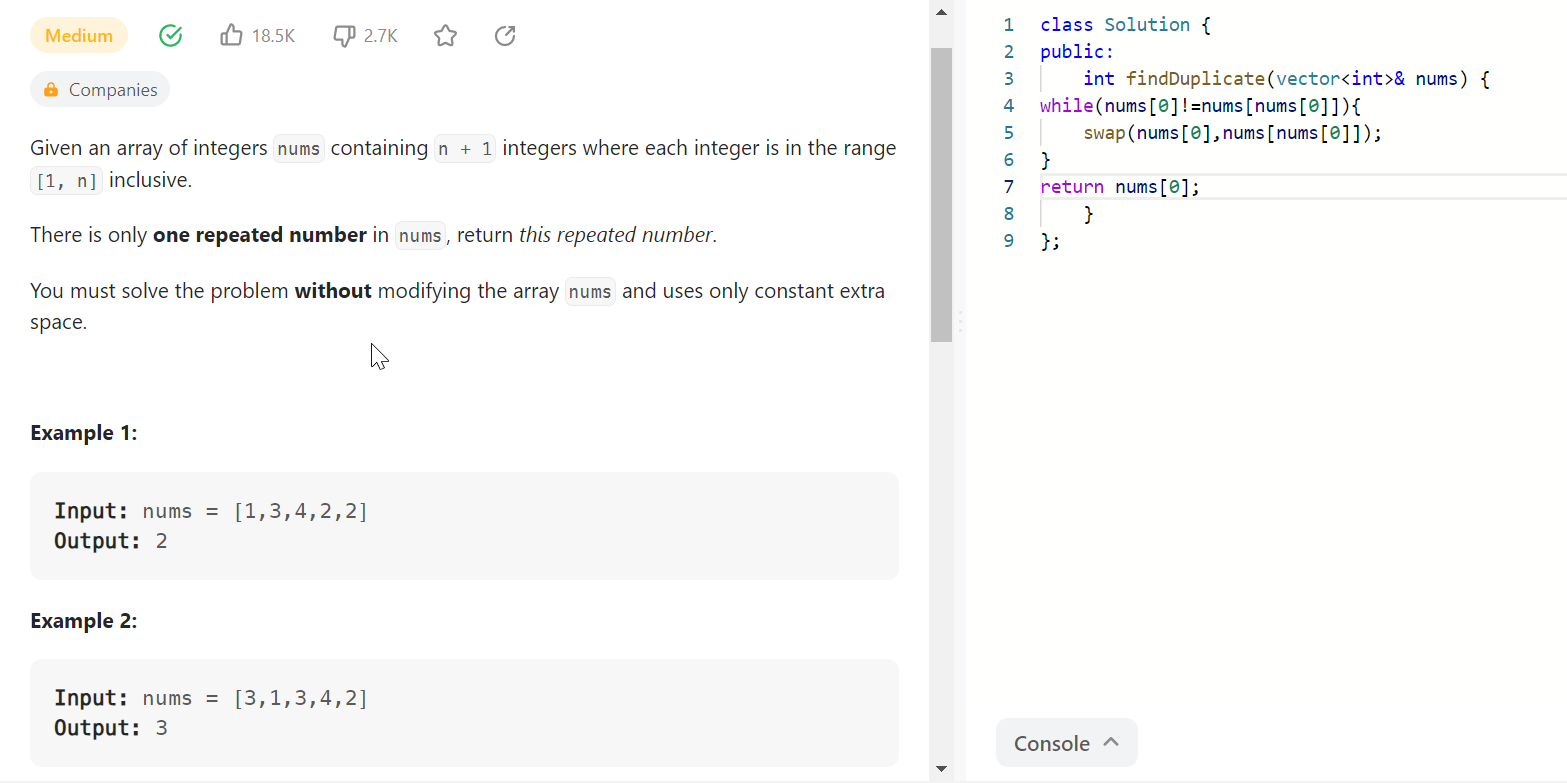 Medium 18.5K 2.7K
Companies
Given an array of integers nums containing n + 1 integers where each integer is in the range
[1, n] inclusive.
There is only one repeated number in nums, return this repeated number.
You must solve the problem without modifying the array nums and uses only constant extra
space.
Example 1:
Input: nums = [1,3,4,2,2]
Output: 2
Example 2:
Input: nums = [3,1,3,4,2]
Output: 3
1 class Solution {
2 public:
3     int findDuplicate(vector<int>& nums) {
4 while(nums[0]!=nums[nums[0]]){
5     swap(nums[0],nums[nums[0]]);
6 }
7 return nums[0];
8     }
9 };
Console